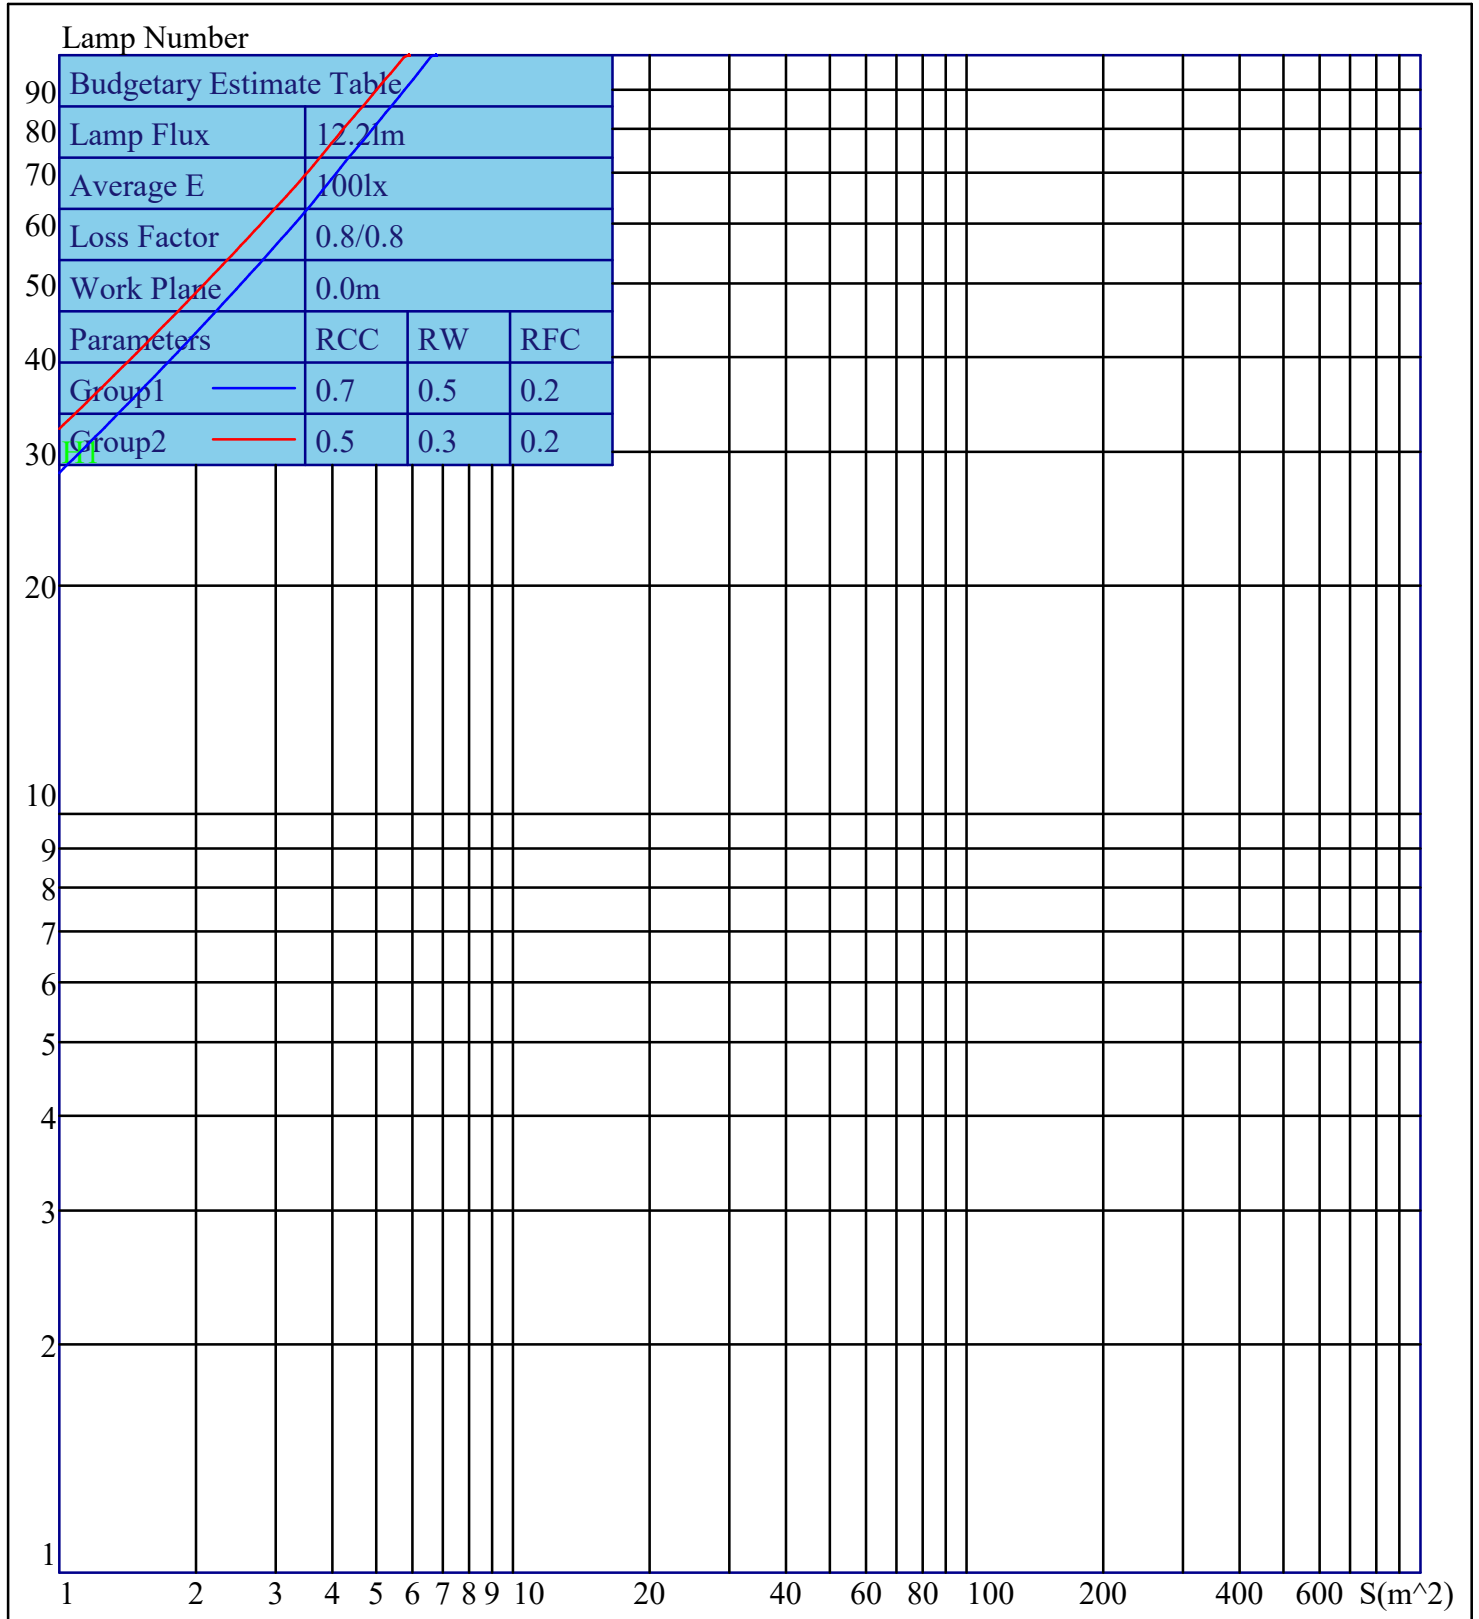 Lamp Number
Budgetary Estimate Table
Lamp Flux 12.2lm
Average E 100lx
Loss Factor 0.8/0.8
Work Plane 0.0m
Parameters RCC RW RFC
Group1 0.7 0.5 0.2
Group2 0.5 0.3 0.2
90
80
70
60
50
40
30
20
10
9
8
7
6
5
4
3
2
1
1 2 3 4 5 6 7 8 9 10 20 40 60 80 100 200 400 600 S(m^2)